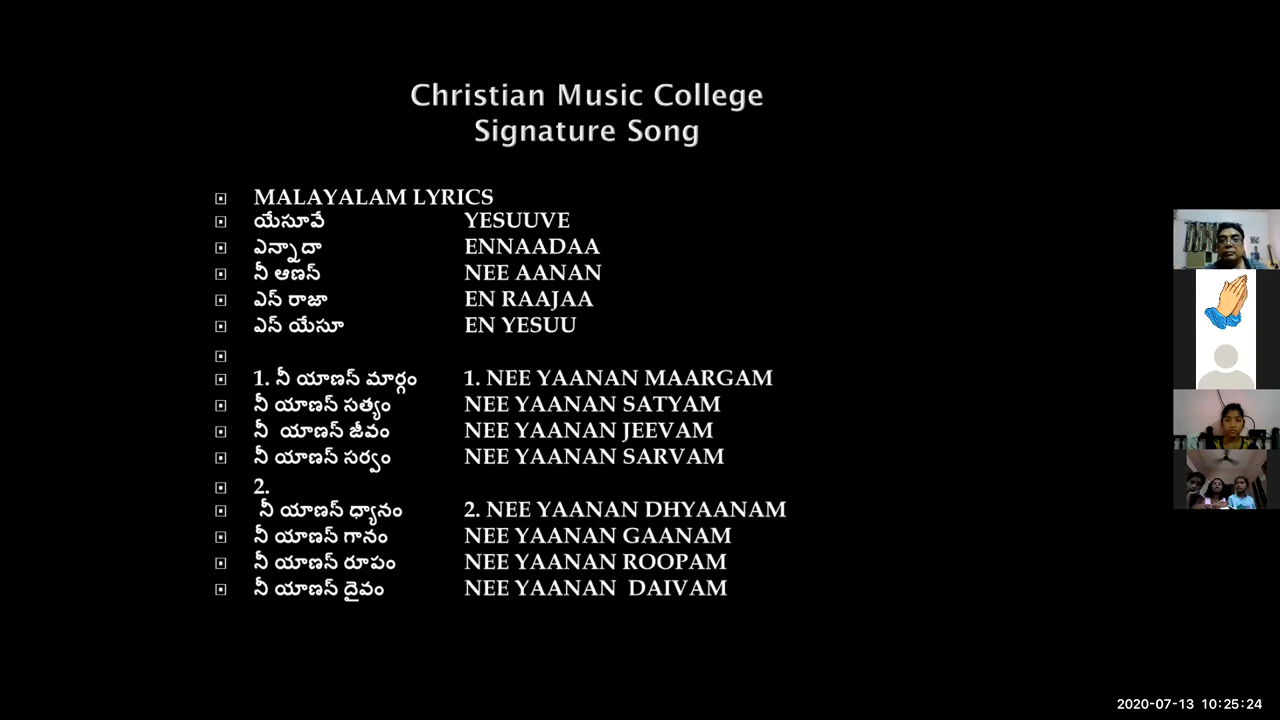 Christian Music College
Signature Song
MALAYALAM LYRICS
యేసూవే YESUUVE
ఎన్నాదా ENNAADAA
నీ ఆణన్ NEE AANAN
ఎన్ రాజా EN RAAJAA
ఎన్ యేసూ EN YESUU
1. నీ యాణన్ మార్గం 1. NEE YAANAN MAARGAM
నీ యాణన్ సత్యం NEE YAANAN SATYAM
నీ యాణన్ జీవం NEE YAANAN JEEVAM
నీ యాణన్ సర్వం NEE YAANAN SARVAM
2.
నీ యాణన్ ధ్యానం 2. NEE YAANAN DHYAANAM
నీ యాణన్ గానం NEE YAANAN GAANAM
నీ యాణన్ రూపం NEE YAANAN ROOPAM
నీ యాణన్ దైవం NEE YAANAN DAIVAM
2020-07-13 10:25:24